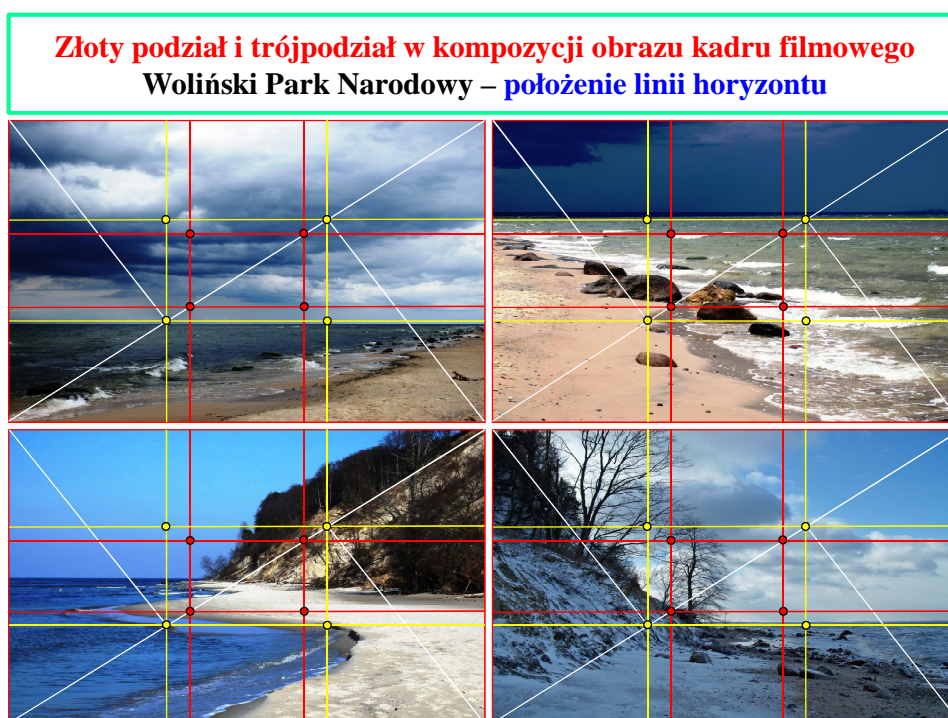 Złoty podział i trójpodział w kompozycji obrazu kadru filmowego
Woliński Park Narodowy – położenie linii horyzontu